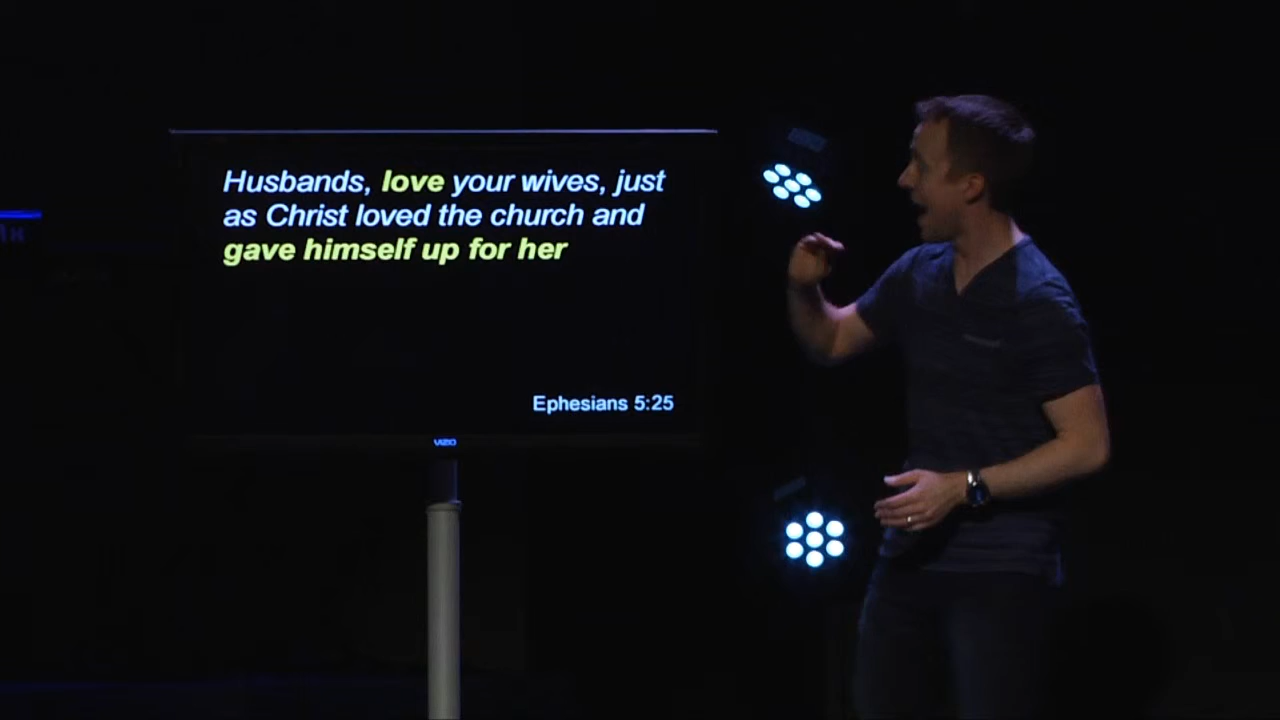 Husbands, love your wives, just
as Christ loved the church and
gave himself up for her
Ephesians 5:25
VIZIO